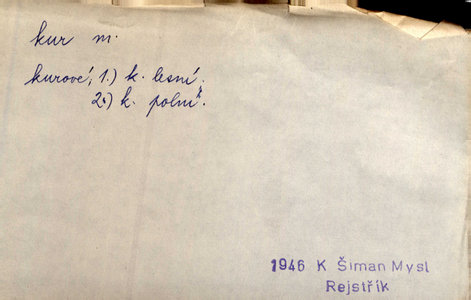 kur m.
kurové, 1.) k. lesní.
2.) k. polní.
1946 K Šiman Mysl
Rejstřík